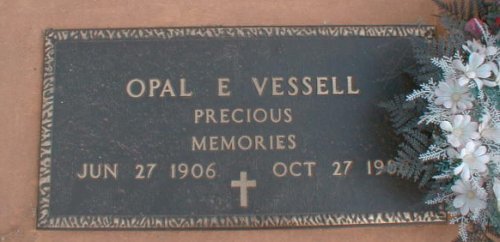 OPAL E VESSELL
PRECIOUS
MEMORIES
JUN 27 1906 OCT 27